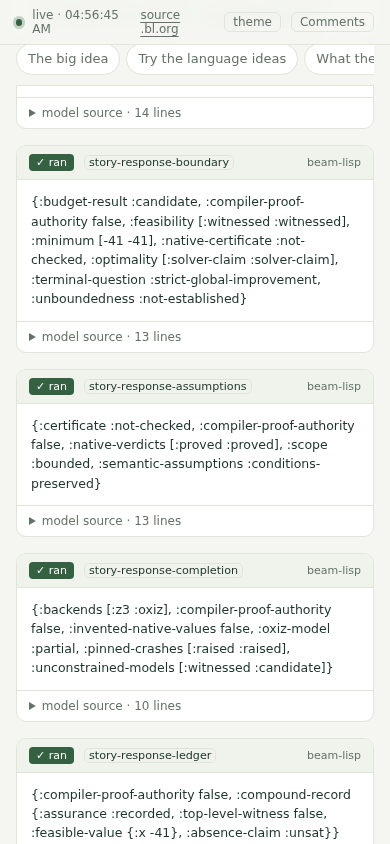 live · 04:56:45 AM
source .bl.org
theme
Comments
The big idea
Try the language ideas
What the
▶ model source · 14 lines
✓ ran story-response-boundary beam-lisp
{:budget-result :candidate, :compiler-proof-
authority false, :feasibility [:witnessed :witnessed],
:minimum [-41 -41], :native-certificate :not-
checked, :optimality [:solver-claim :solver-claim],
:terminal-question :strict-global-improvement,
:unboundedness :not-established}
▶ model source · 13 lines
✓ ran story-response-assumptions beam-lisp
{:certificate :not-checked, :compiler-proof-authority
false, :native-verdicts [:proved :proved], :scope
:bounded, :semantic-assumptions :conditions-
preserved}
▶ model source · 13 lines
✓ ran story-response-completion beam-lisp
{:backends [:z3 :oxiz], :compiler-proof-authority
false, :invented-native-values false, :oxiz-model
:partial, :pinned-crashes [:raised :raised],
:unconstrained-models [:witnessed :candidate]}
▶ model source · 10 lines
✓ ran story-response-ledger beam-lisp
{:compiler-proof-authority false, :compound-record
{:assurance :recorded, :top-level-witness false,
:feasible-value {:x -41}, :absence-claim :unsat}}